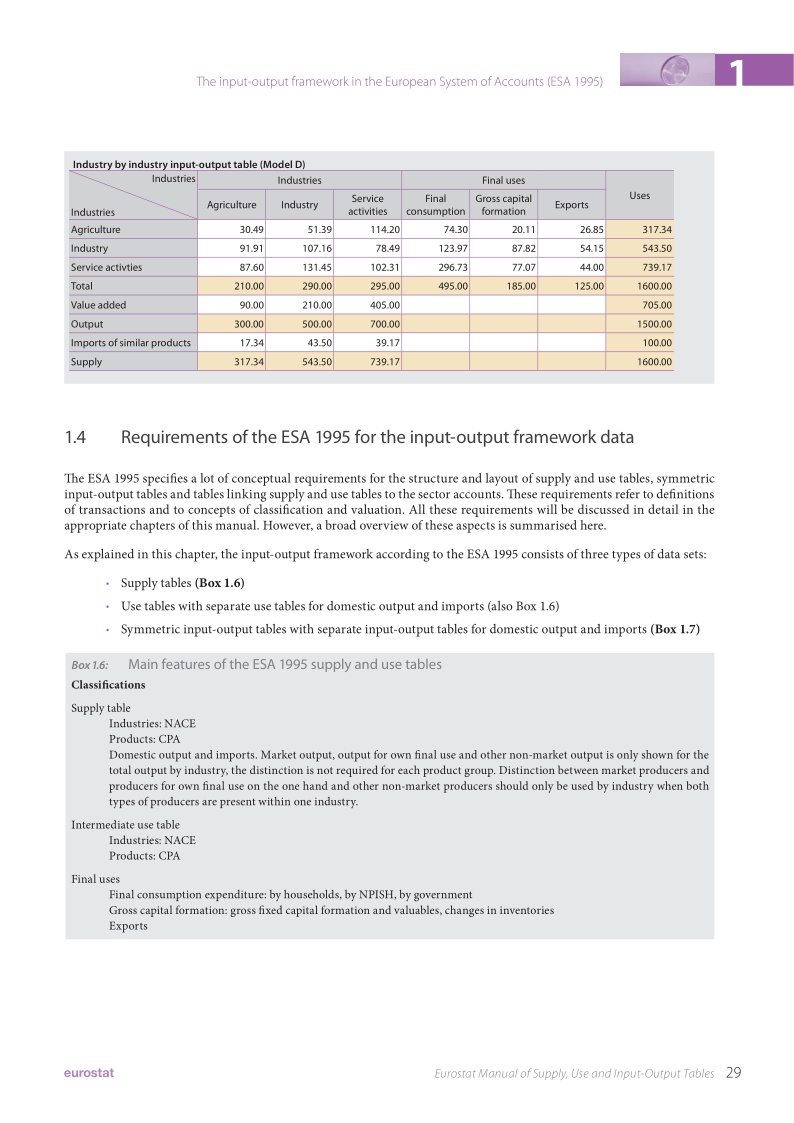 The input-output framework in the European System of Accounts (ESA 1995)
1
Industry by industry input-output table (Model D)
Industries Industries Final uses Uses
Industries Agriculture Industry Service activities Final consumption Gross capital formation Exports
Agriculture 30.49 51.39 114.20 74.30 20.11 26.85 317.34
Industry 91.91 107.16 78.49 123.97 87.82 54.15 543.50
Service activties 87.60 131.45 102.31 296.73 77.07 44.00 739.17
Total 210.00 290.00 295.00 495.00 185.00 125.00 1600.00
Value added 90.00 210.00 405.00 705.00
Output 300.00 500.00 700.00 1500.00
Imports of similar products 17.34 43.50 39.17 100.00
Supply 317.34 543.50 739.17 1600.00
1.4 Requirements of the ESA 1995 for the input-output framework data
The ESA 1995 specifies a lot of conceptual requirements for the structure and layout of supply and use tables, symmetric
input-output tables and tables linking supply and use tables to the sector accounts. These requirements refer to definitions
of transactions and to concepts of classification and valuation. All these requirements will be discussed in detail in the
appropriate chapters of this manual. However, a broad overview of these aspects is summarised here.
As explained in this chapter, the input-output framework according to the ESA 1995 consists of three types of data sets:
• Supply tables (Box 1.6)
• Use tables with separate use tables for domestic output and imports (also Box 1.6)
• Symmetric input-output tables with separate input-output tables for domestic output and imports (Box 1.7)
Box 1.6: Main features of the ESA 1995 supply and use tables
Classifications
Supply table
Industries: NACE
Products: CPA
Domestic output and imports. Market output, output for own final use and other non-market output is only shown for the
total output by industry, the distinction is not required for each product group. Distinction between market producers and
producers for own final use on the one hand and other non-market producers should only be used by industry when both
types of producers are present within one industry.
Intermediate use table
Industries: NACE
Products: CPA
Final uses
Final consumption expenditure: by households, by NPISH, by government
Gross capital formation: gross fixed capital formation and valuables, changes in inventories
Exports
eurostat
Eurostat Manual of Supply, Use and Input-Output Tables 29